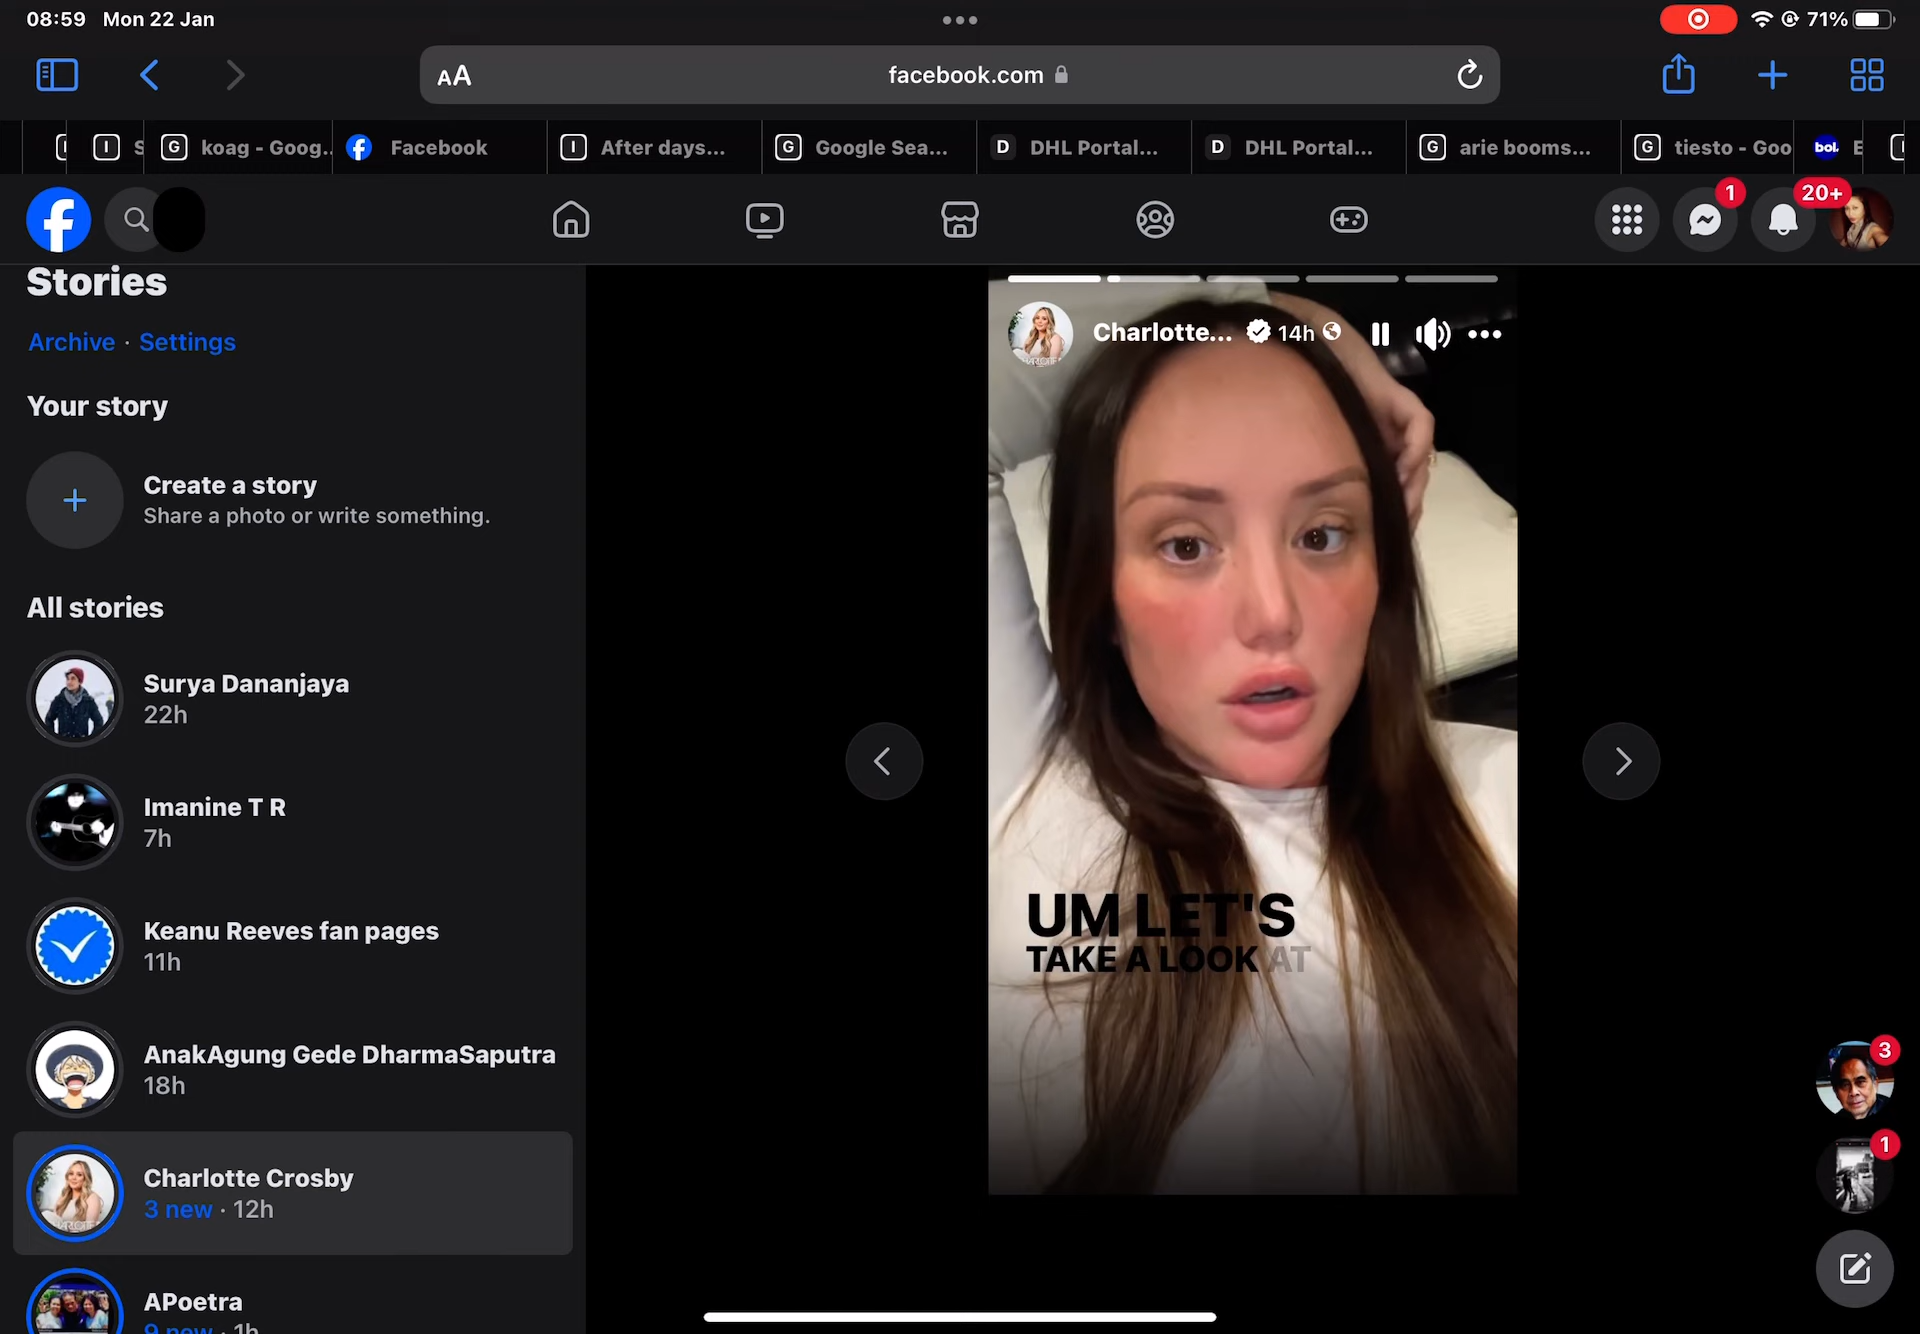 08:59 Mon 22 Jan
71%
AA
facebook.com
koag - Goog...
Facebook
After days...
Google Sea...
DHL Portal...
DHL Portal...
arie booms...
tiesto - Goo
bol.
1
20+
Stories
Archive · Settings
Your story
Create a story
Share a photo or write something.
All stories
Surya Dananjaya
22h
Imanine T R
7h
Keanu Reeves fan pages
11h
AnakAgung Gede DharmaSaputra
18h
Charlotte Crosby
3 new · 12h
APoetra
9 new · 1h
Charlotte... 14h
UM LET'S
TAKE A LOOK AT
3
1